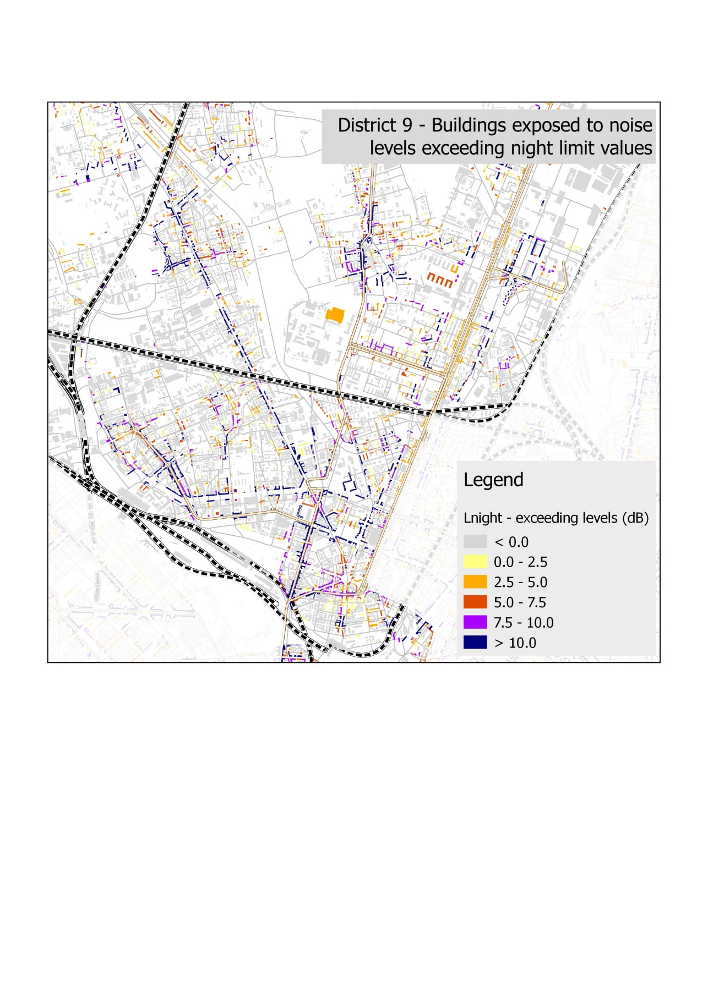 District 9 - Buildings exposed to noise
levels exceeding night limit values
Legend
Lnight - exceeding levels (dB)
< 0.0
0.0 - 2.5
2.5 - 5.0
5.0 - 7.5
7.5 - 10.0
> 10.0